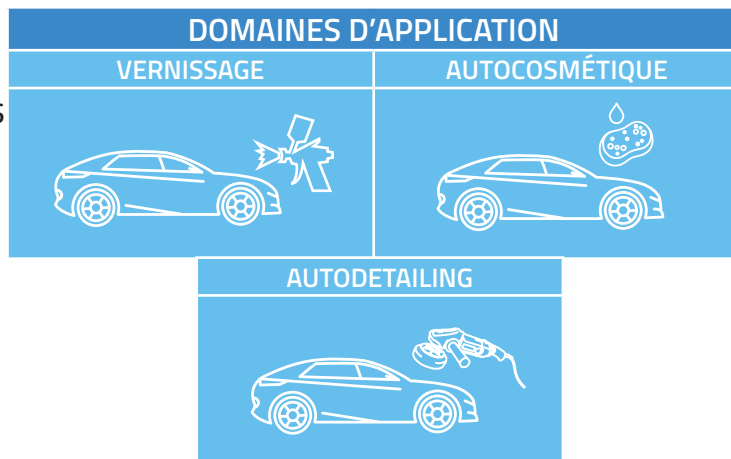 DOMAINES D’APPLICATION
VERNISSAGE
AUTOCOSMÉTIQUE
S
AUTODETAILING